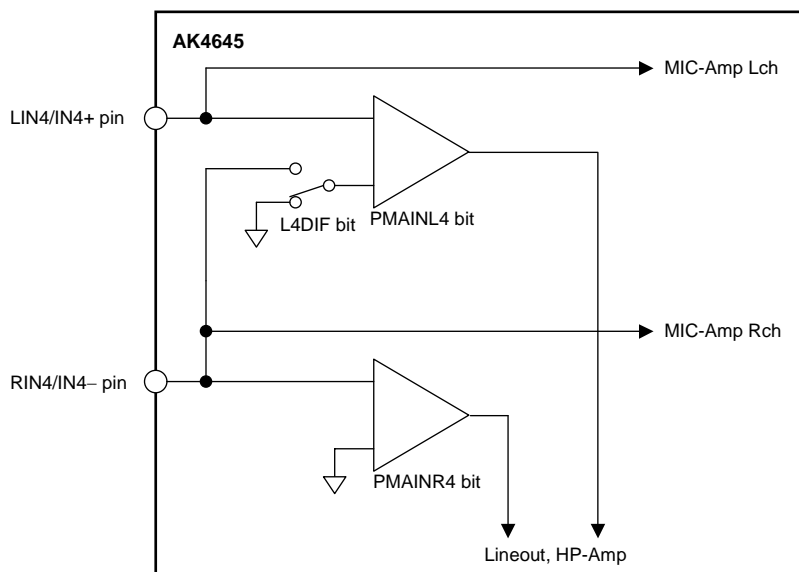 AK4645
MIC-Amp Lch
LIN4/IN4+ pin
L4DIF bit
PMAINL4 bit
MIC-Amp Rch
RIN4/IN4− pin
PMAINR4 bit
Lineout, HP-Amp